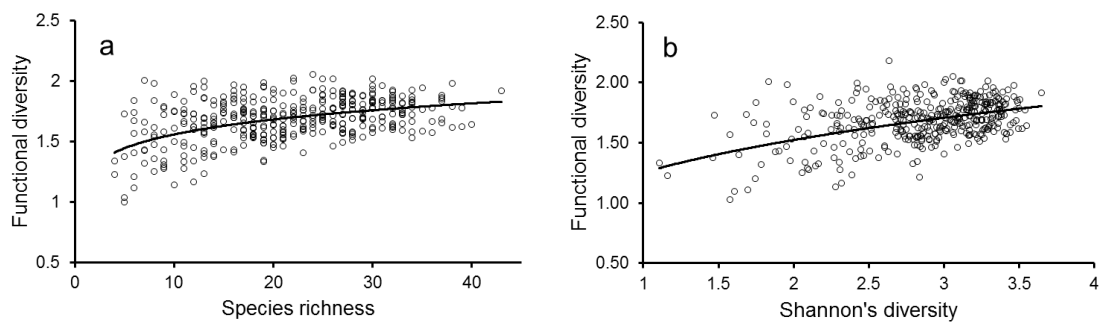 2.5
a
2
1.5
1
0.5
Functional diversity
0 10 20 30 40
Species richness
2.50
b
2.00
1.50
1.00
0.50
Functional diversity
1 1.5 2 2.5 3 3.5 4
Shannon's diversity